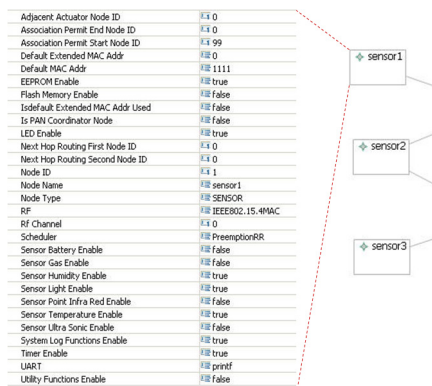 Adjacent Actuator Node ID 0
Association Permit End Node ID 0
Association Permit Start Node ID 99
Default Extended MAC Addr 0
Default MAC Addr 1111
EEPROM Enable true
Flash Memory Enable false
Isdefault Extended MAC Addr Used false
Is PAN Coordinator Node false
LED Enable true
Next Hop Routing First Node ID 0
Next Hop Routing Second Node ID 0
Node ID 1
Node Name sensor1
Node Type SENSOR
RF IEEE802.15.4MAC
Rf Channel 0
Scheduler PreemptionRR
Sensor Battery Enable false
Sensor Gas Enable false
Sensor Humidity Enable true
Sensor Light Enable true
Sensor Point Infra Red Enable false
Sensor Temperature Enable true
Sensor Ultra Sonic Enable false
System Log Functions Enable true
Timer Enable true
UART printf
Utility Functions Enable false
sensor1
sensor2
sensor3